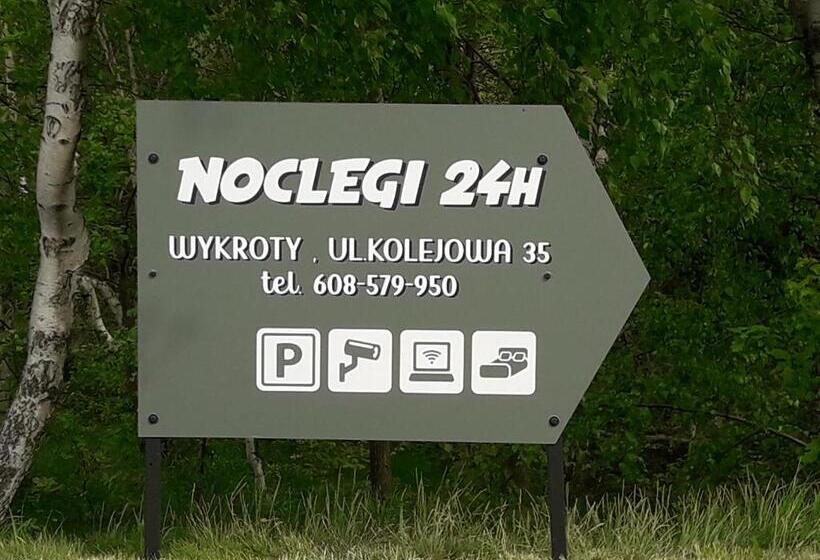 NOCLEGI 24H
WYKROTY , UL.KOLEJOWA 35
tel. 608-579-950
P